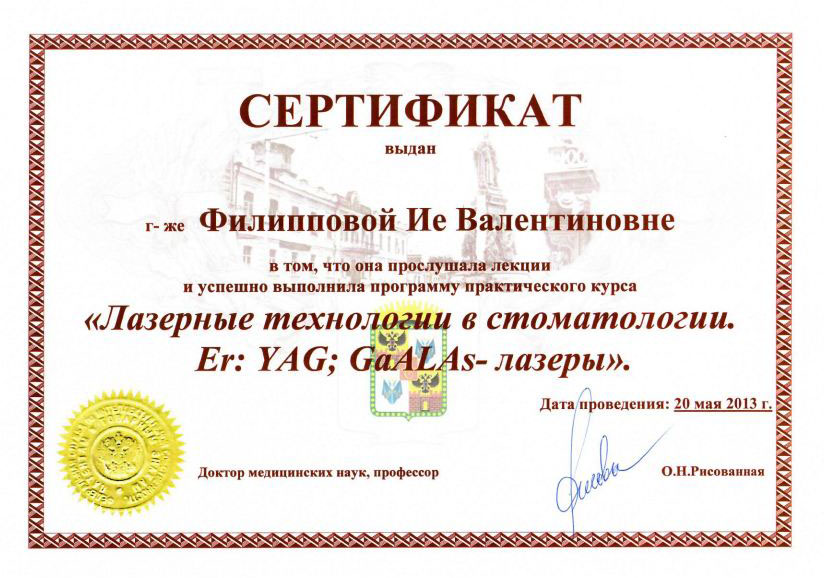 СЕРТИФИКАТ
выдан
г- же Филипповой Ие Валентиновне
в том, что она прослушала лекции
и успешно выполнила программу практического курса
«Лазерные технологии в стоматологии.
Er: YAG; GaALAs- лазеры».
Дата проведения: 20 мая 2013 г.
Доктор медицинских наук, профессор
О.Н.Рисованная